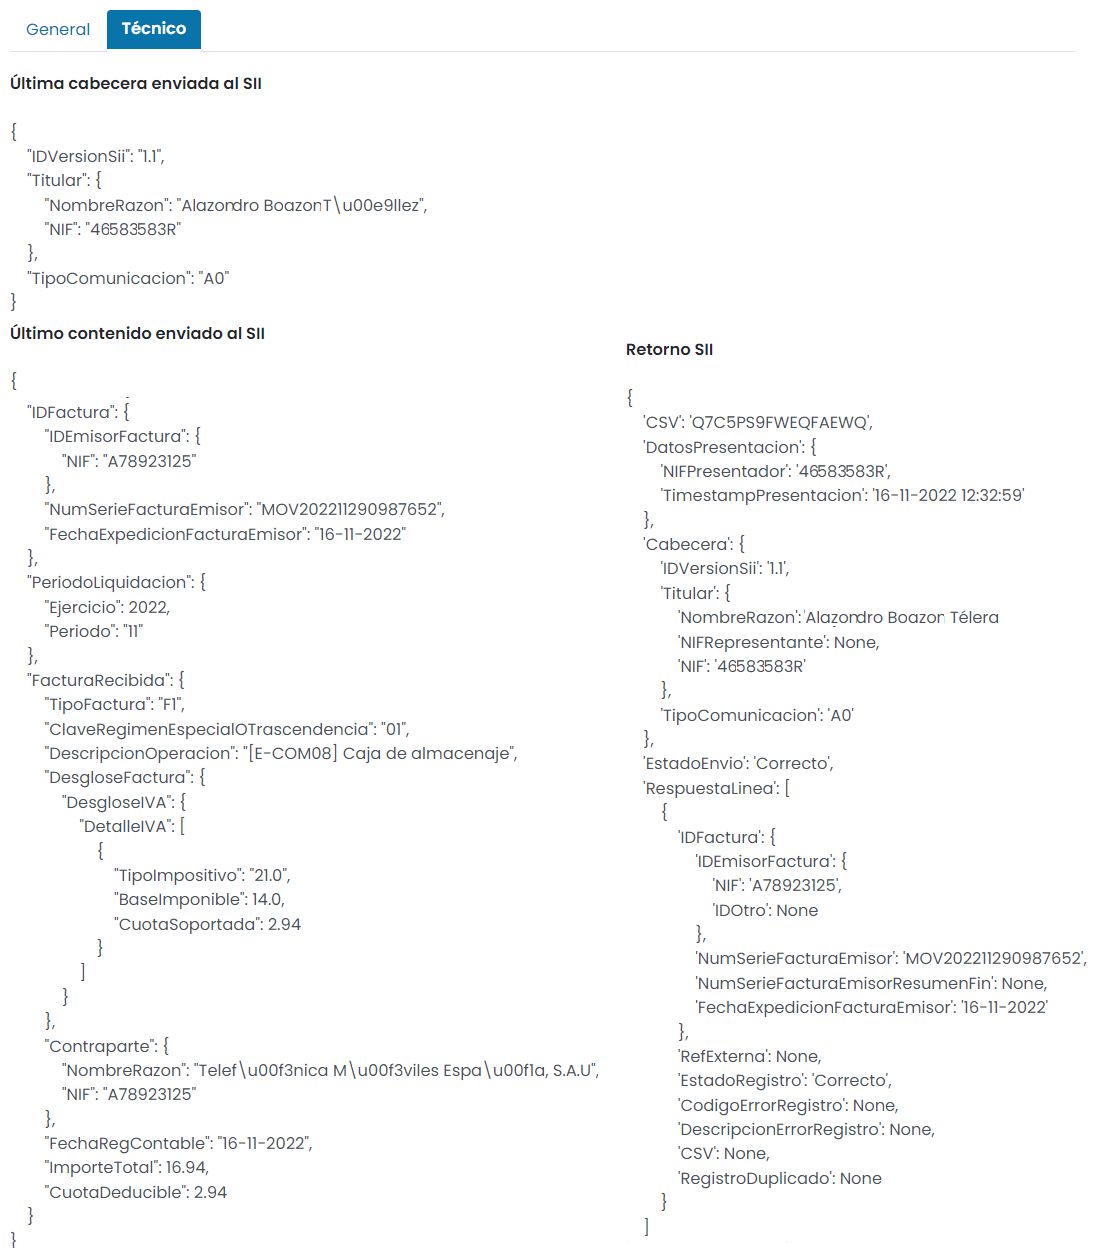 General
Técnico
Última cabecera enviada al SII
{
"IDVersionSii": "1.1",
"Titular": {
"NombreRazon": "Alazondro BoazonT\u00e9llez",
"NIF": "46583583R"
},
"TipoComunicacion": "A0"
}
Último contenido enviado al SII
{
"IDFactura": {
"IDEmisorFactura": {
"NIF": "A78923125"
},
"NumSerieFacturaEmisor": "MOV202211290987652",
"FechaExpedicionFacturaEmisor": "16-11-2022"
},
"PeriodoLiquidacion": {
"Ejercicio": 2022,
"Periodo": "11"
},
"FacturaRecibida": {
"TipoFactura": "F1",
"ClaveRegimenEspecialOTrascendencia": "01",
"DescripcionOperacion": "[E-COM08] Caja de almacenaje",
"DesgloseFactura": {
"DesgloseIVA": {
"DetalleIVA": [
{
"TipoImpositivo": "21.0",
"BaseImponible": 14.0,
"CuotaSoportada": 2.94
}
]
}
},
"Contraparte": {
"NombreRazon": "Telef\u00f3nica M\u00f3viles Espa\u00f1a, S.A.U",
"NIF": "A78923125"
},
"FechaRegContable": "16-11-2022",
"ImporteTotal": 16.94,
"CuotaDeducible": 2.94
}
}
Retorno SII
{
'CSV': 'Q7C5PS9FWEQFAEWQ',
'DatosPresentacion': {
'NIFPresentador': '46583583R',
'TimestampPresentacion': '16-11-2022 12:32:59'
},
'Cabecera': {
'IDVersionSii': '1.1',
'Titular': {
'NombreRazon': 'Alazondro Boazon Télera
'NIFRepresentante': None,
'NIF': '46583583R'
},
'TipoComunicacion': 'A0'
},
'EstadoEnvio': 'Correcto',
'RespuestaLinea': [
{
'IDFactura': {
'IDEmisorFactura': {
'NIF': 'A78923125',
'IDOtro': None
},
'NumSerieFacturaEmisor': 'MOV202211290987652',
'NumSerieFacturaEmisorResumenFin': None,
'FechaExpedicionFacturaEmisor': '16-11-2022'
},
'RefExterna': None,
'EstadoRegistro': 'Correcto',
'CodigoErrorRegistro': None,
'DescripcionErrorRegistro': None,
'CSV': None,
'RegistroDuplicado': None
}
]